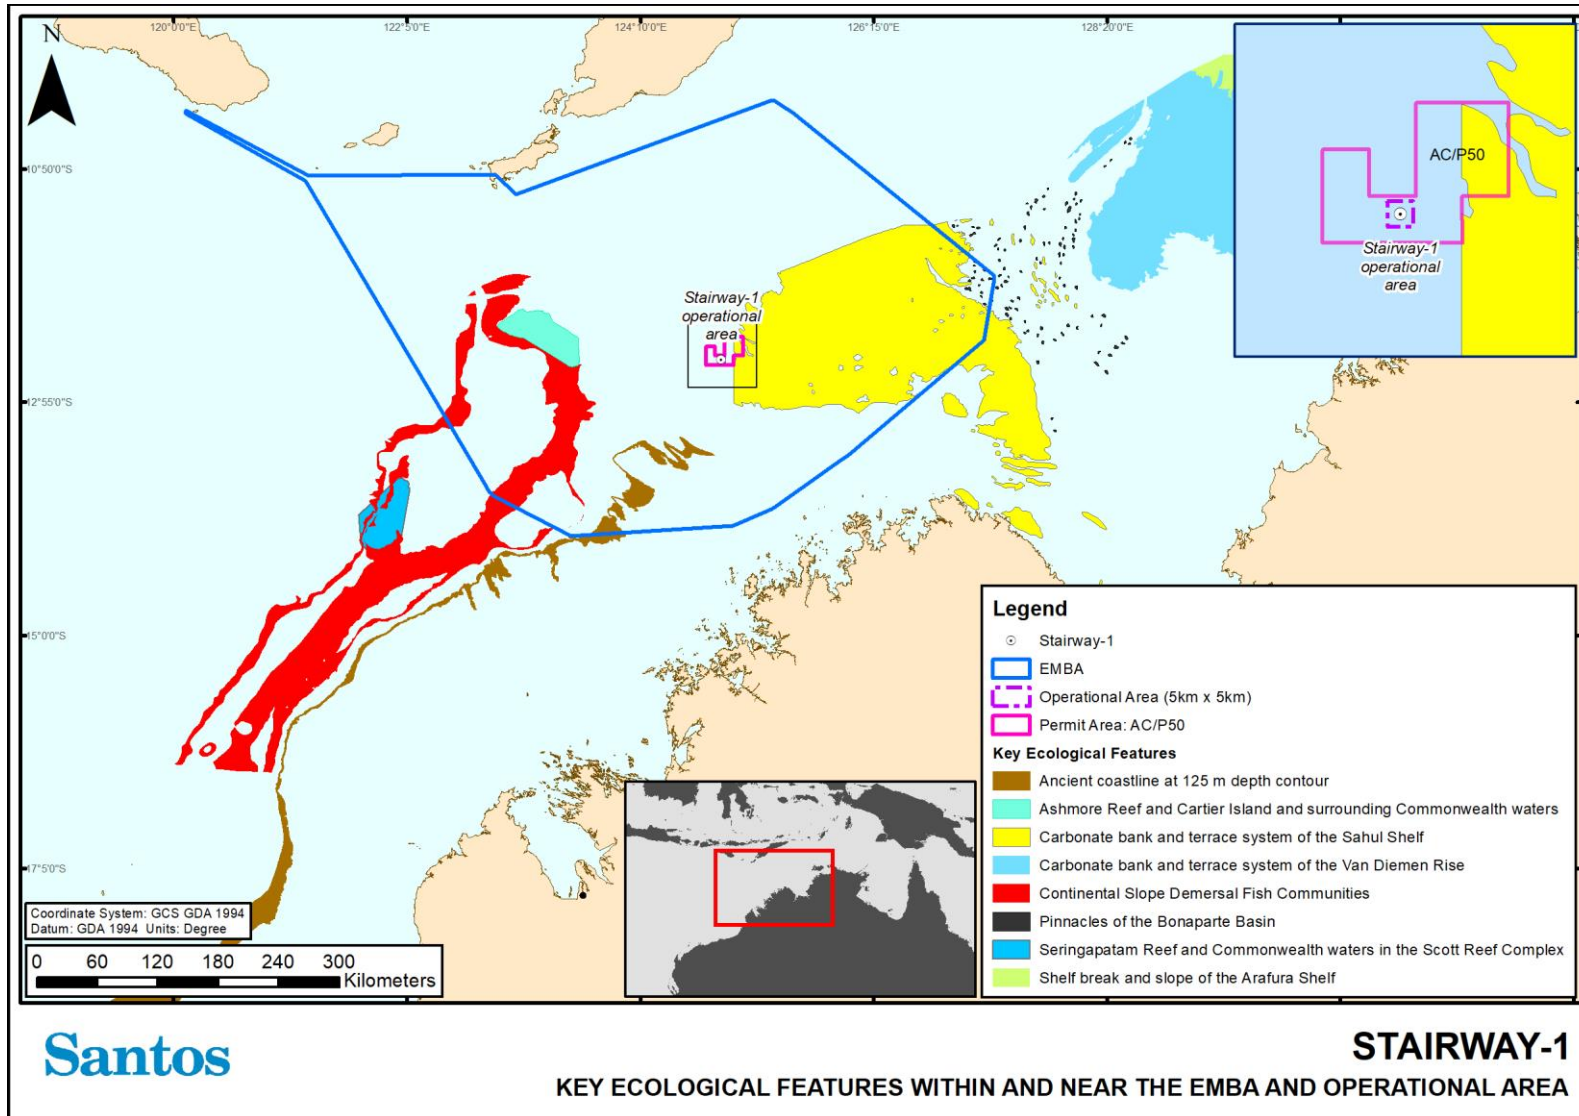 N
120°0'0"E
122°5'0"E
124°10'0"E
126°15'0"E
128°20'0"E
10°50'0"S
12°55'0"S
15°0'0"S
17°5'0"S
Stairway-1
operational
area
AC/P50
Stairway-1
operational
area
Legend
Stairway-1
EMBA
Operational Area (5km x 5km)
Permit Area: AC/P50
Key Ecological Features
Ancient coastline at 125 m depth contour
Ashmore Reef and Cartier Island and surrounding Commonwealth waters
Carbonate bank and terrace system of the Sahul Shelf
Carbonate bank and terrace system of the Van Diemen Rise
Continental Slope Demersal Fish Communities
Pinnacles of the Bonaparte Basin
Seringapatam Reef and Commonwealth waters in the Scott Reef Complex
Shelf break and slope of the Arafura Shelf
Coordinate System: GCS GDA 1994
Datum: GDA 1994 Units: Degree
0 60 120 180 240 300
Kilometers
Santos
STAIRWAY-1
KEY ECOLOGICAL FEATURES WITHIN AND NEAR THE EMBA AND OPERATIONAL AREA